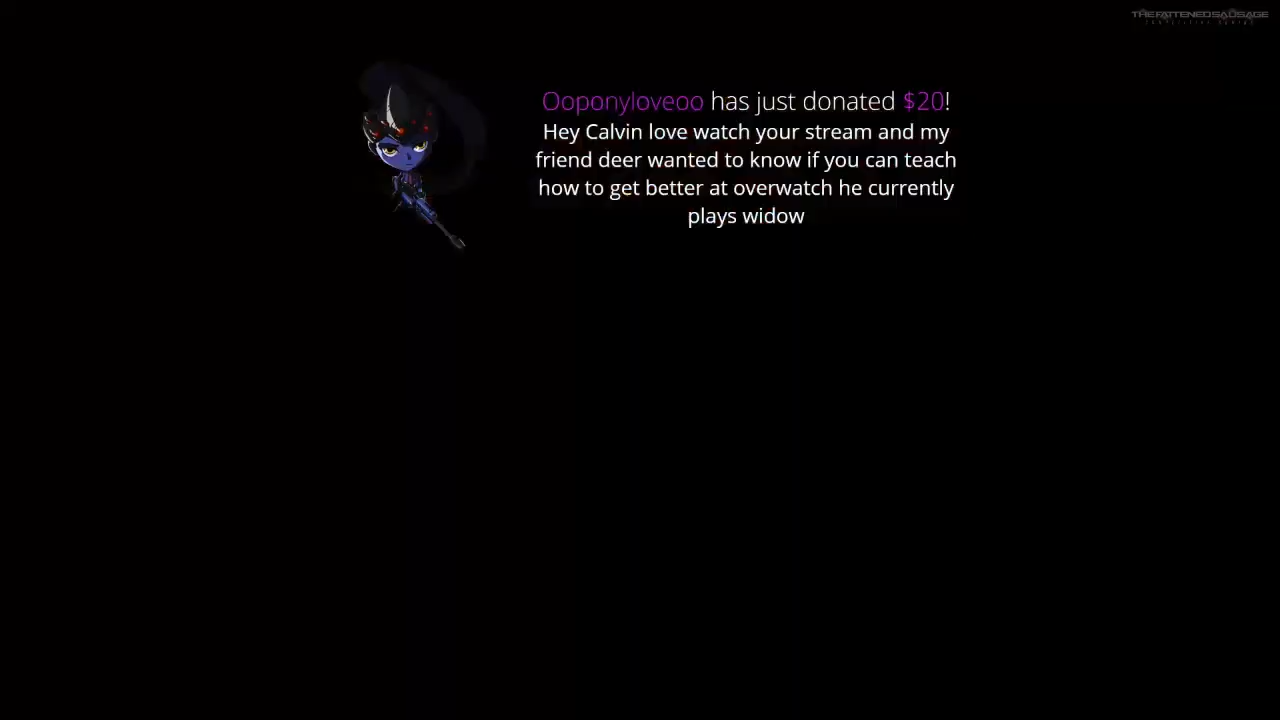 THEFATTENEDSAUSAGE
Ooponyloveoo has just donated $20!
Hey Calvin love watch your stream and my
friend deer wanted to know if you can teach
how to get better at overwatch he currently
plays widow